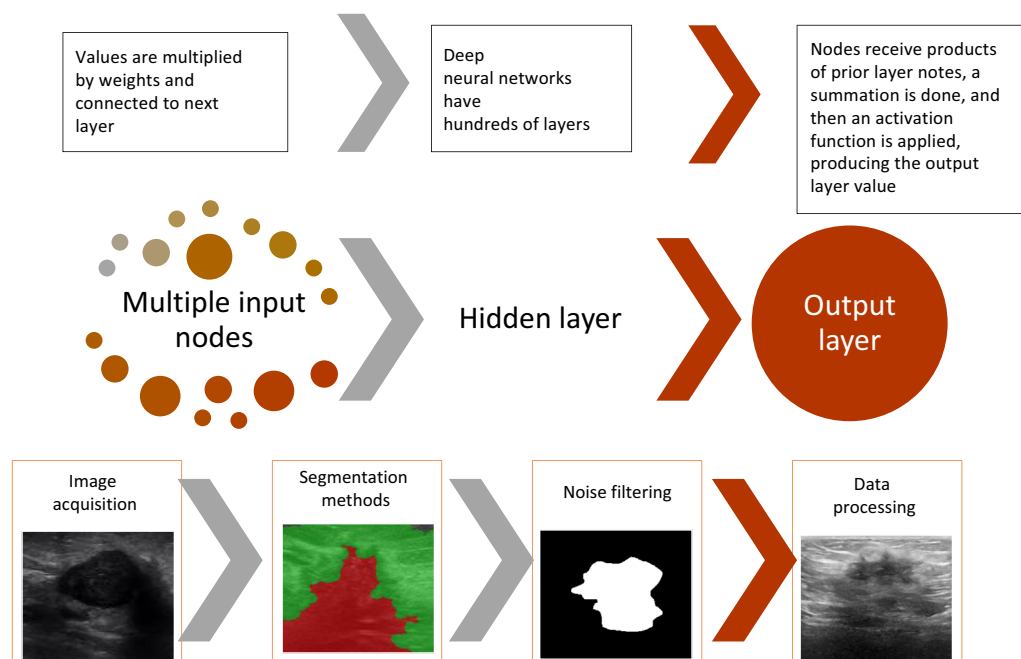 Values are multiplied
by weights and
connected to next
layer
Deep
neural networks
have
hundreds of layers
Nodes receive products
of prior layer notes, a
summation is done, and
then an activation
function is applied,
producing the output
layer value
Multiple input
nodes
Hidden layer
Output
layer
Image
acquisition
Segmentation
methods
Noise filtering
Data
processing